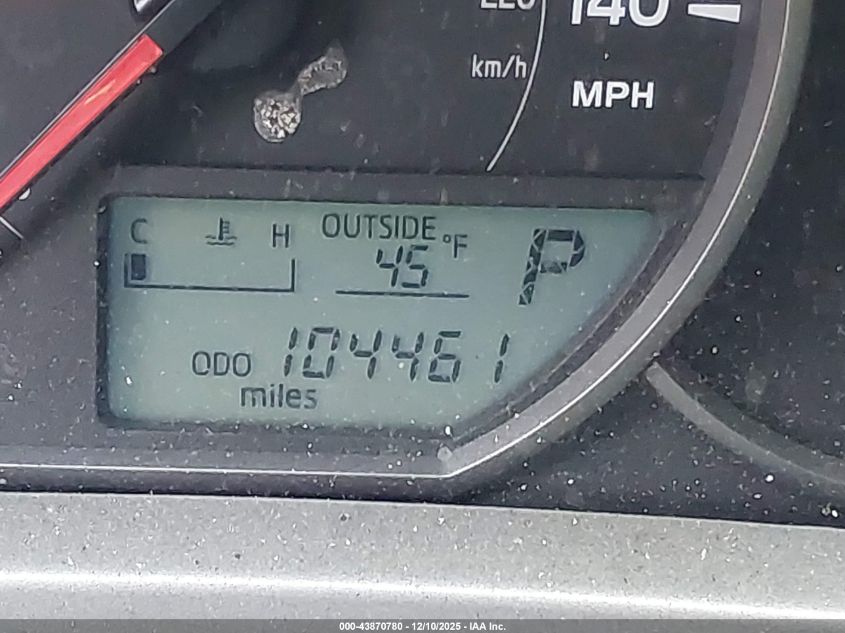 140
km/h
MPH
C H OUTSIDE
45 °F P
ODO 104461
miles
000-43870780 - 12/10/2025 - IAA Inc.